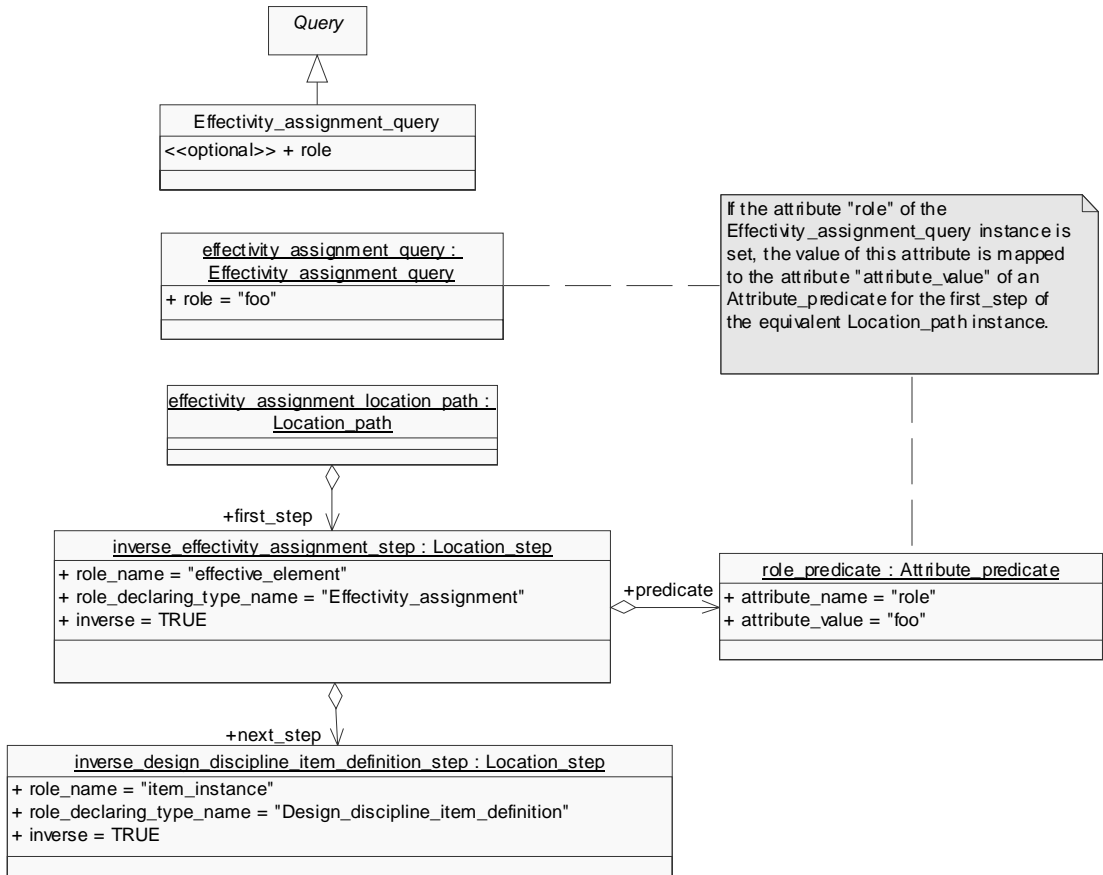 Query
Effectivity_assignment_query
<<optional>> + role
effectivity_assignment_query :
Effectivity_assignment_query
+ role = "foo"
If the attribute "role" of the
Effectivity_assignment_query instance is
set, the value of this attribute is mapped
to the attribute "attribute_value" of an
Attribute_predicate for the first_step of
the equivalent Location_path instance.
effectivity_assignment_location_path :
Location_path
+first_step
inverse_effectivity_assignment_step : Location_step
+ role_name = "effective_element"
+ role_declaring_type_name = "Effectivity_assignment"
+ inverse = TRUE
+predicate
role_predicate : Attribute_predicate
+ attribute_name = "role"
+ attribute_value = "foo"
+next_step
inverse_design_discipline_item_definition_step : Location_step
+ role_name = "item_instance"
+ role_declaring_type_name = "Design_discipline_item_definition"
+ inverse = TRUE